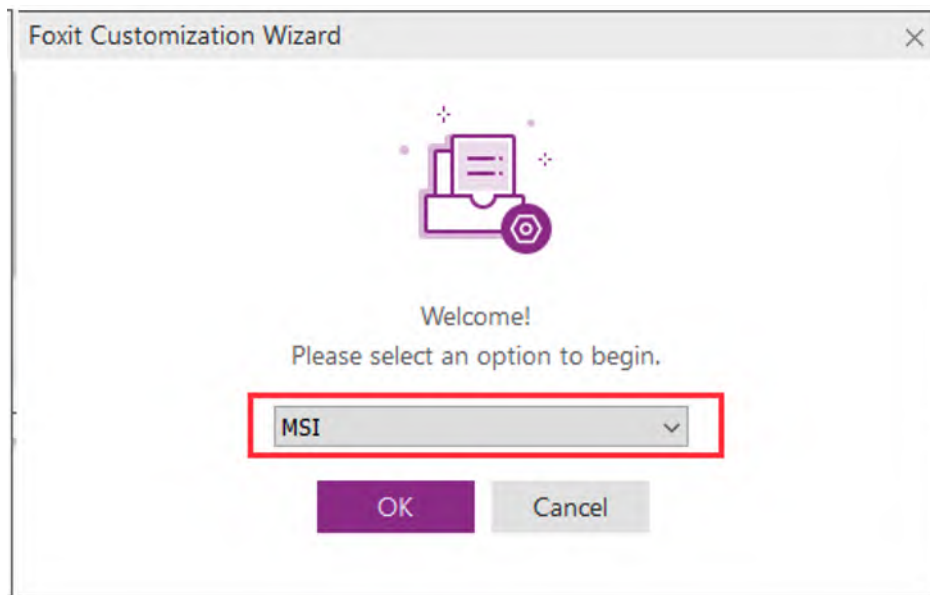 Foxit Customization Wizard
Welcome!
Please select an option to begin.
MSI
OK
Cancel